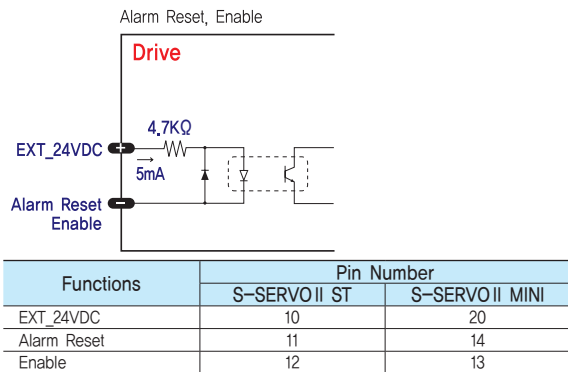 Alarm Reset, Enable
Drive
4.7KΩ
EXT_24VDC +
5mA
Alarm Reset -
Enable
Functions Pin Number
S-SERVOⅡ ST S-SERVOⅡ MINI
EXT_24VDC 10 20
Alarm Reset 11 14
Enable 12 13